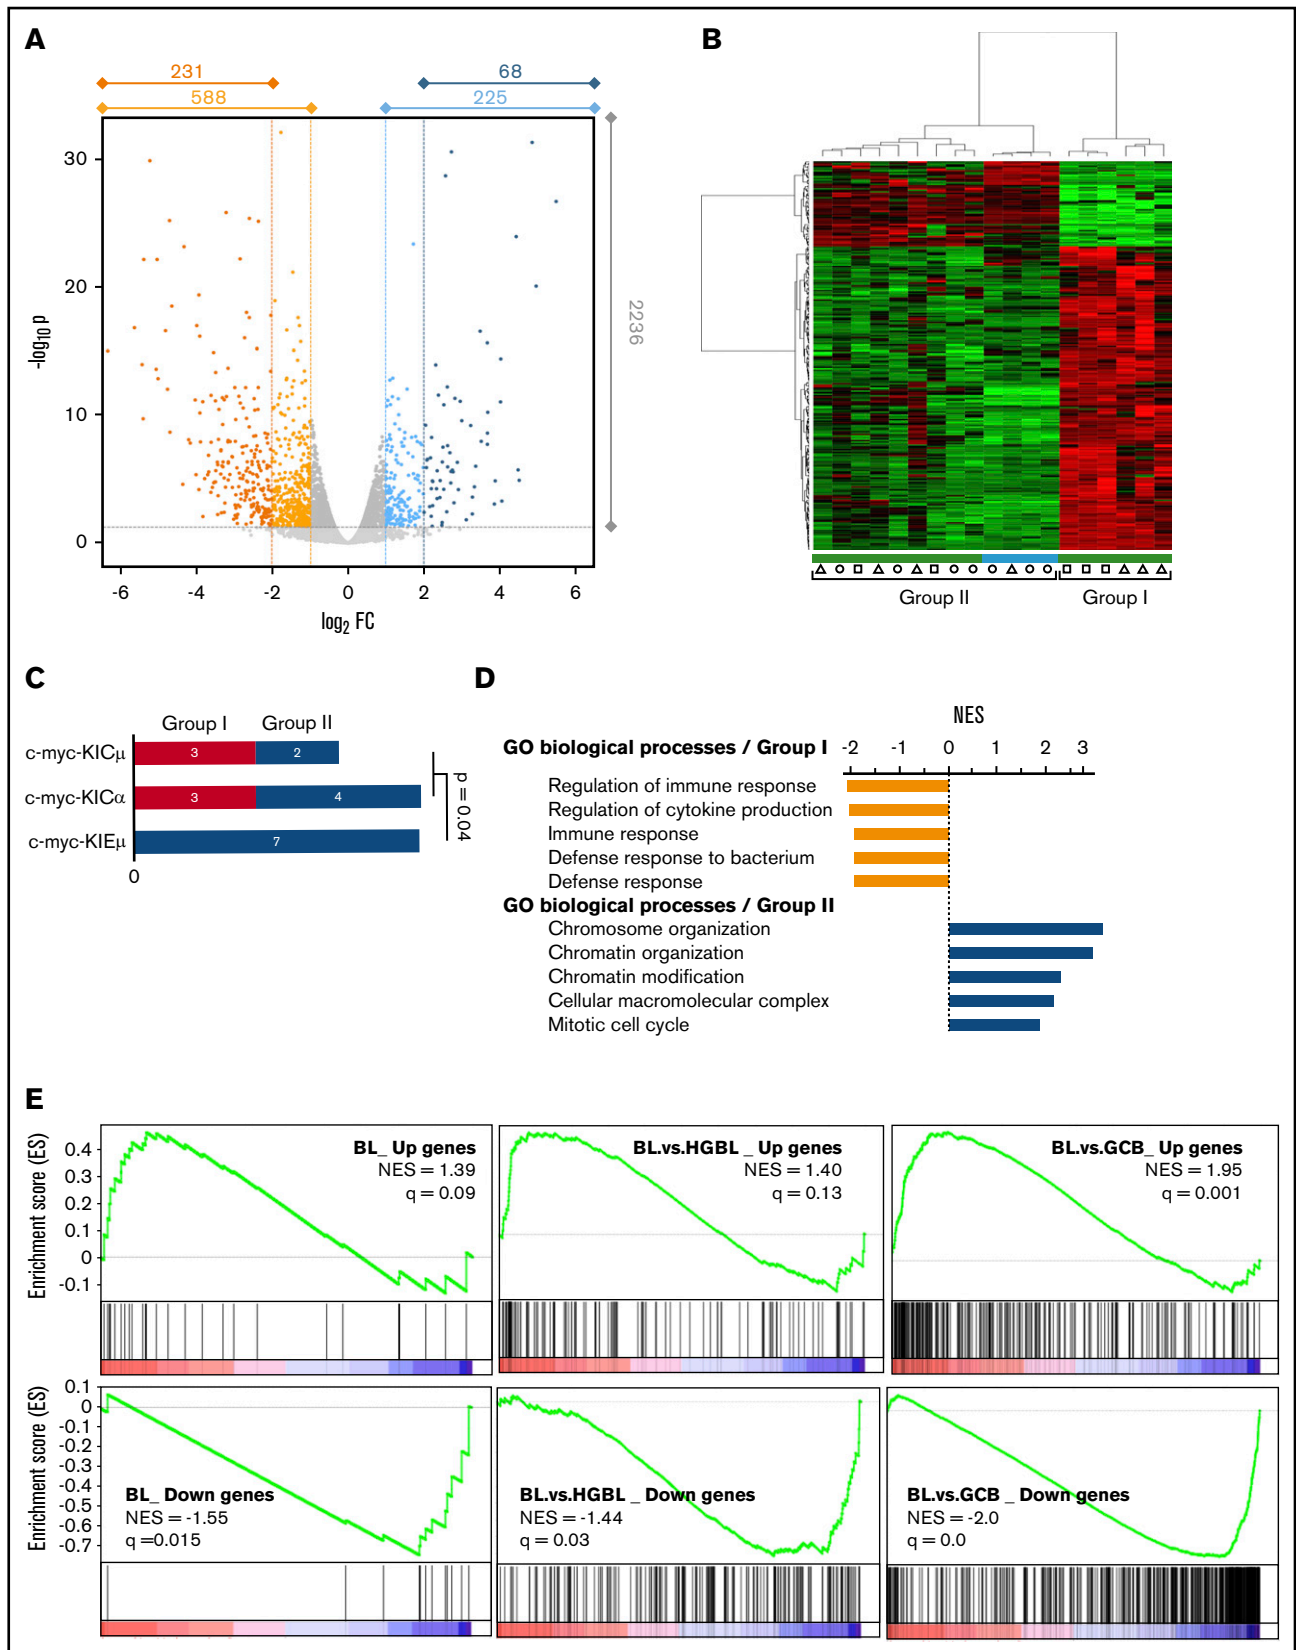 A
231
68
588
225
30
20
10
0
-log10 p
2236
-6
-4
-2
0
2
4
6
log2 FC
B
Group II
Group I
C
Group I
Group II
c-myc-KICμ
3
2
c-myc-KICα
3
4
c-myc-KIEμ
7
0
p = 0.04
D
NES
GO biological processes / Group I
-2
-1
0
1
2
3
Regulation of immune response
Regulation of cytokine production
Immune response
Defense response to bacterium
Defense response
GO biological processes / Group II
Chromosome organization
Chromatin organization
Chromatin modification
Cellular macromolecular complex
Mitotic cell cycle
E
Enrichment score (ES)
0.4
0.3
0.2
0.1
0
-0.1
BL_ Up genes
NES = 1.39
q = 0.09
BL.vs.HGBL _ Up genes
NES = 1.40
q = 0.13
BL.vs.GCB_ Up genes
NES = 1.95
q = 0.001
Enrichment score (ES)
0.1
0
-0.1
-0.2
-0.3
-0.4
-0.5
-0.6
-0.7
BL_ Down genes
NES = -1.55
q =0.015
BL.vs.HGBL _ Down genes
NES = -1.44
q = 0.03
BL.vs.GCB _ Down genes
NES = -2.0
q = 0.0